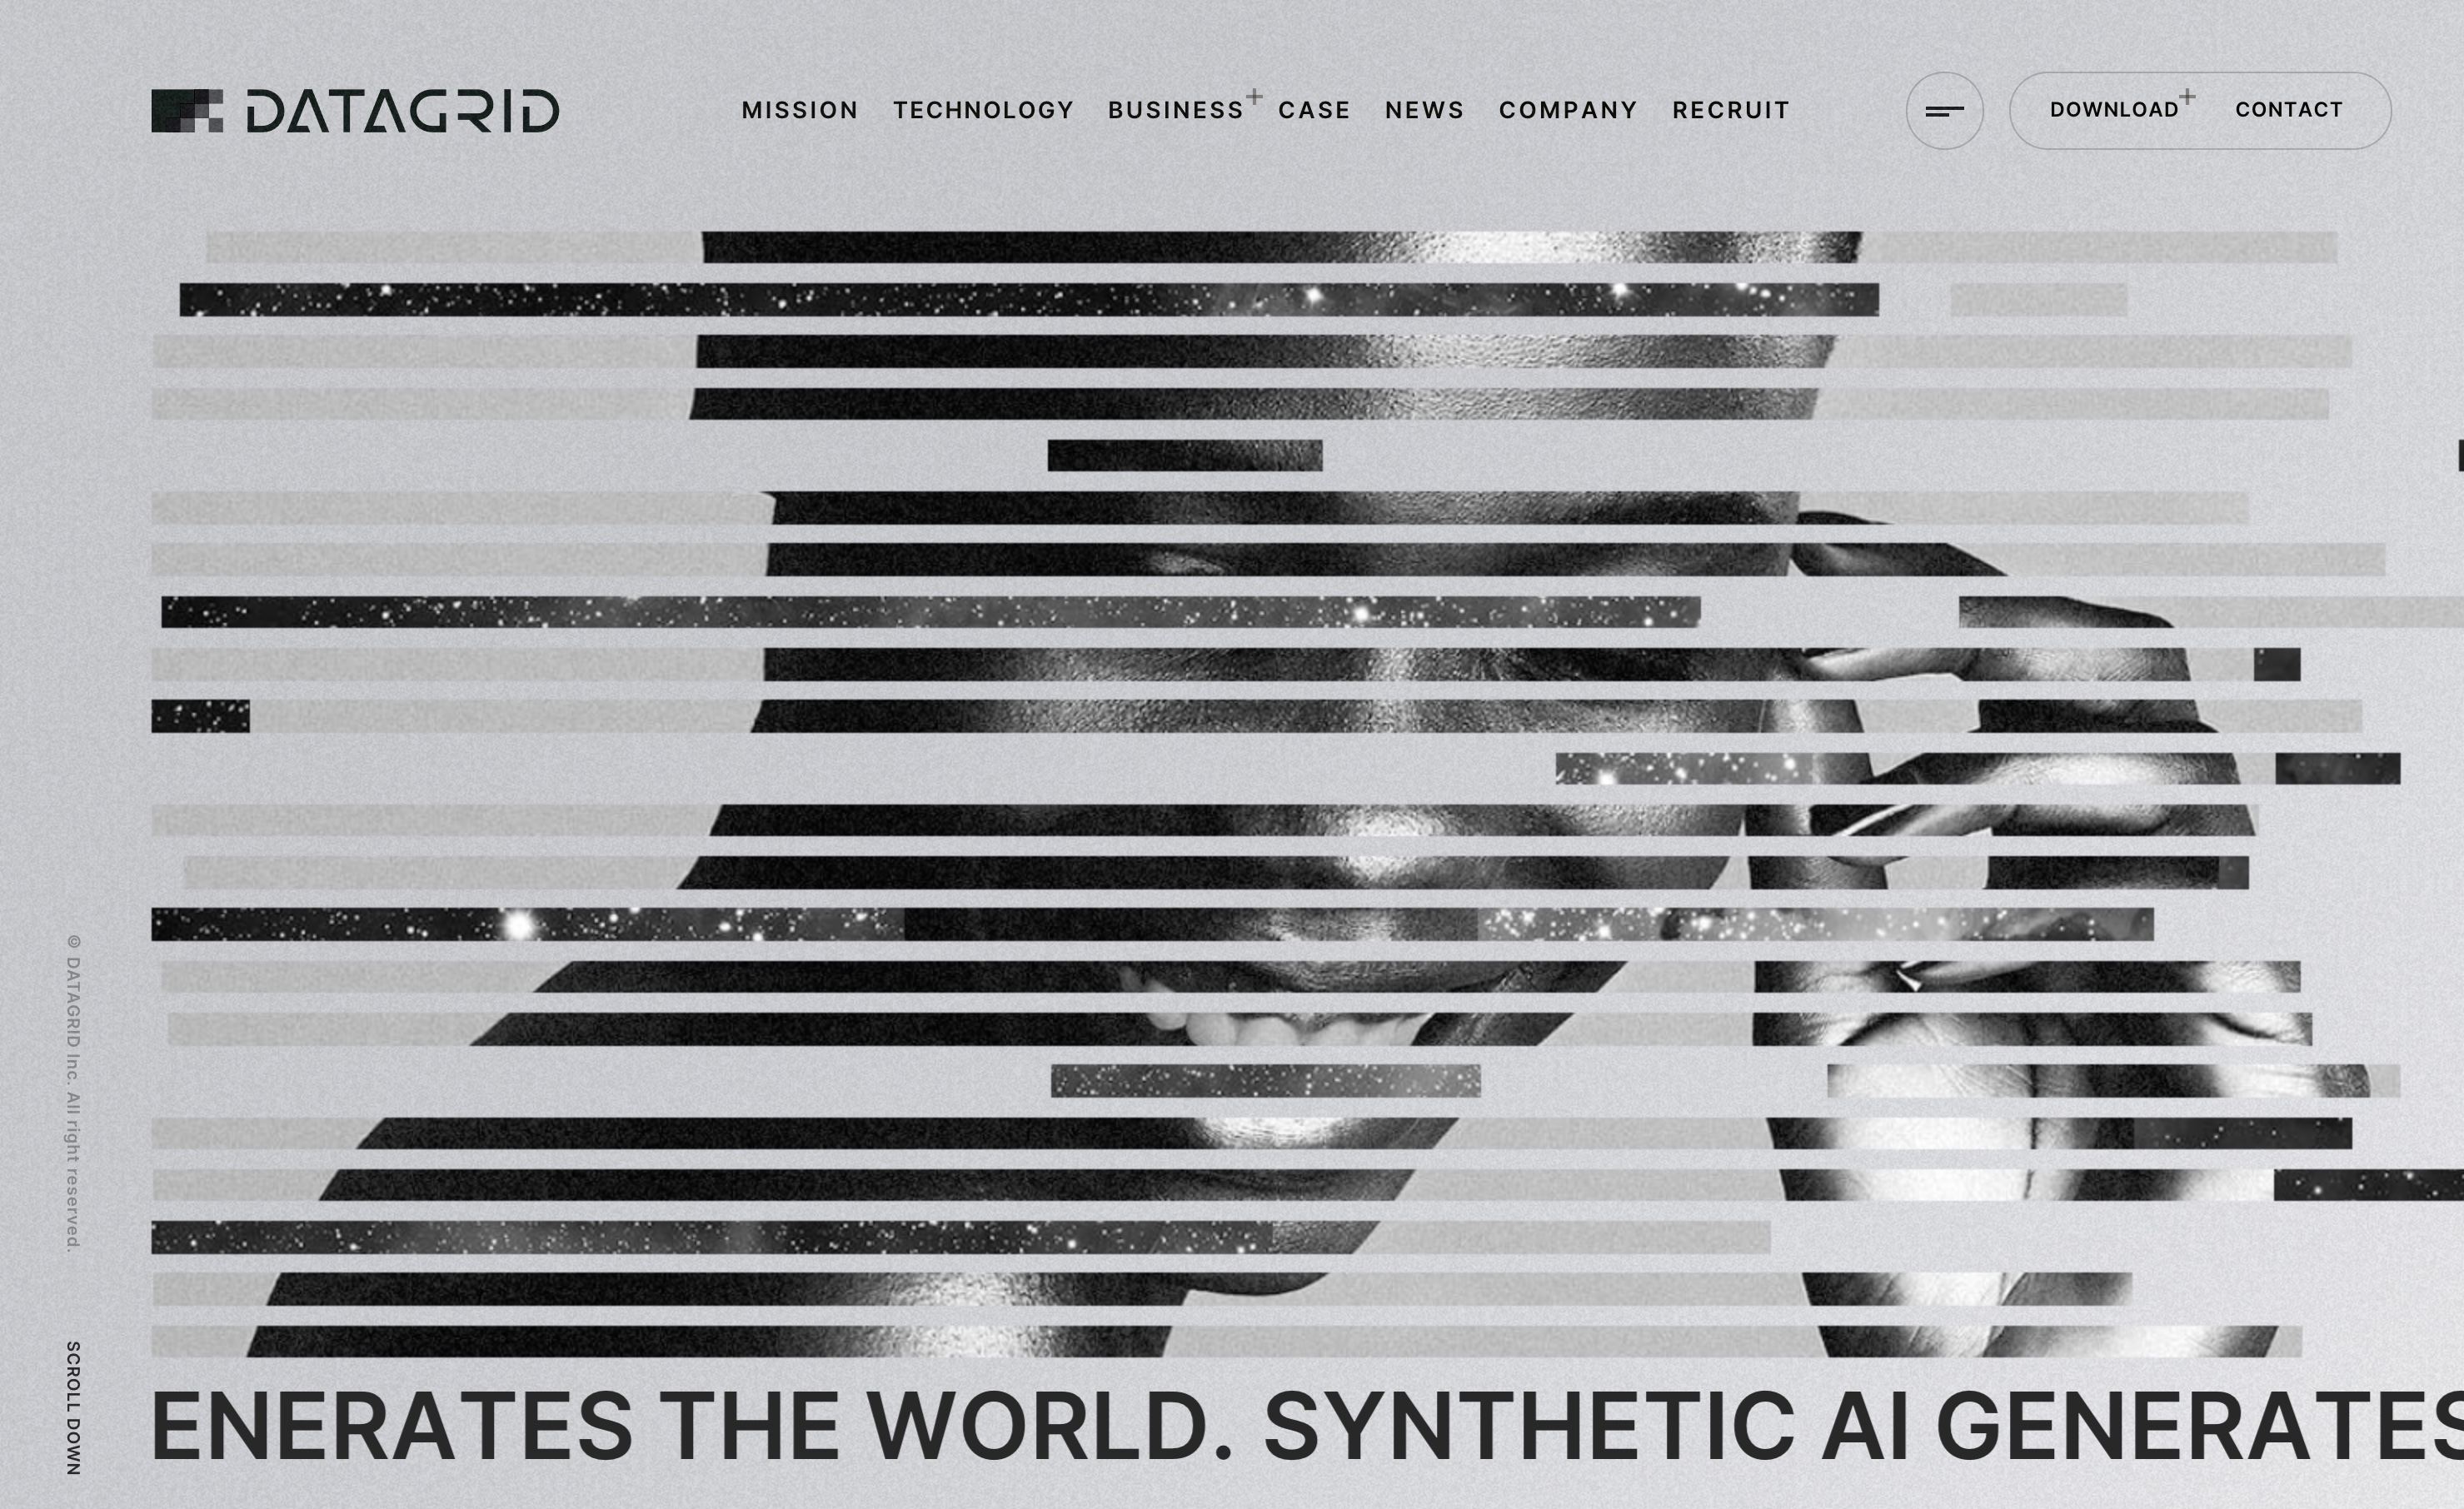 DATAGRID
MISSION TECHNOLOGY BUSINESS+ CASE NEWS COMPANY RECRUIT
DOWNLOAD+ CONTACT
© DATAGRID Inc. All right reserved.
SCROLL DOWN
ENERATES THE WORLD. SYNTHETIC AI GENERATES